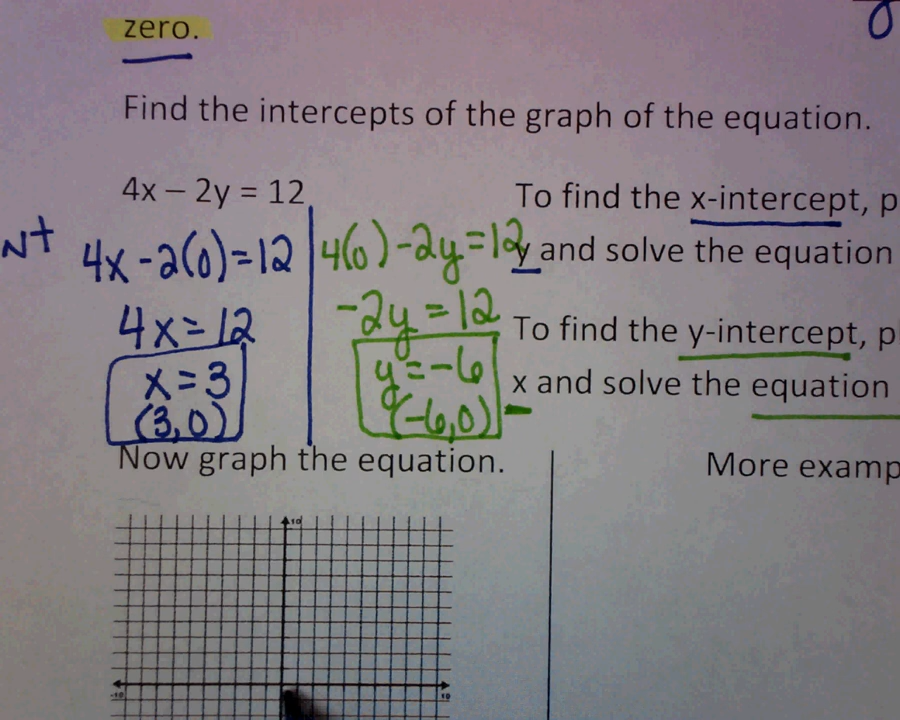 zero.
Find the intercepts of the graph of the equation.
4x – 2y = 12
To find the x-intercept, p
4x - 2(0) = 12
4(0) - 2y = 12
y and solve the equation
4x = 12
-2y = 12
To find the y-intercept, p
x = 3
y = -6
x and solve the equation
(3,0)
(-6,0)
Now graph the equation.
More examp
10
-10
10